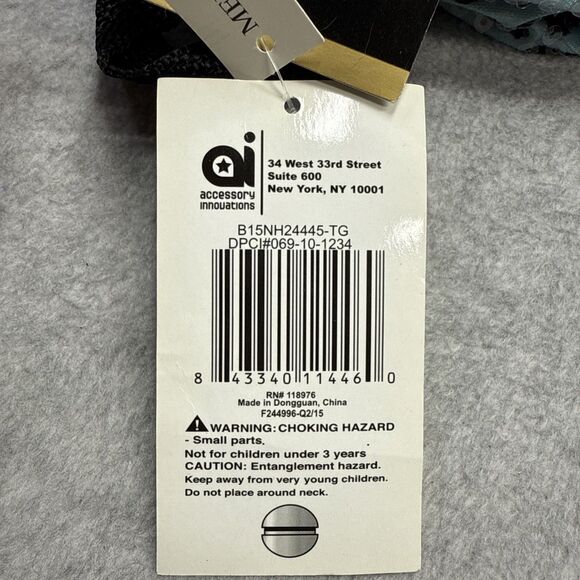 ME
ai
accessory
innovations
34 West 33rd Street
Suite 600
New York, NY 10001
B15NH24445-TG
DPCI#069-10-1234
8 43340 11446 0
RN# 118976
Made in Dongguan, China
F244996-Q2/15
WARNING: CHOKING HAZARD
- Small parts.
Not for children under 3 years
CAUTION: Entanglement hazard.
Keep away from very young children.
Do not place around neck.